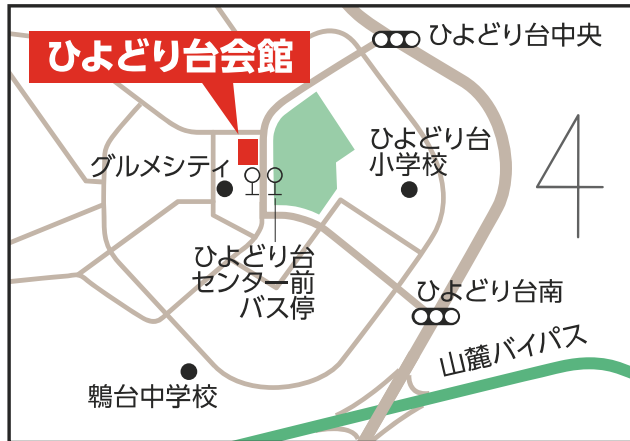 ひよどり台中央
ひよどり台会館
ひよどり台
小学校
グルメシティ
ひよどり台
センター前
バス停
ひよどり台南
山麓バイパス
鵯台中学校